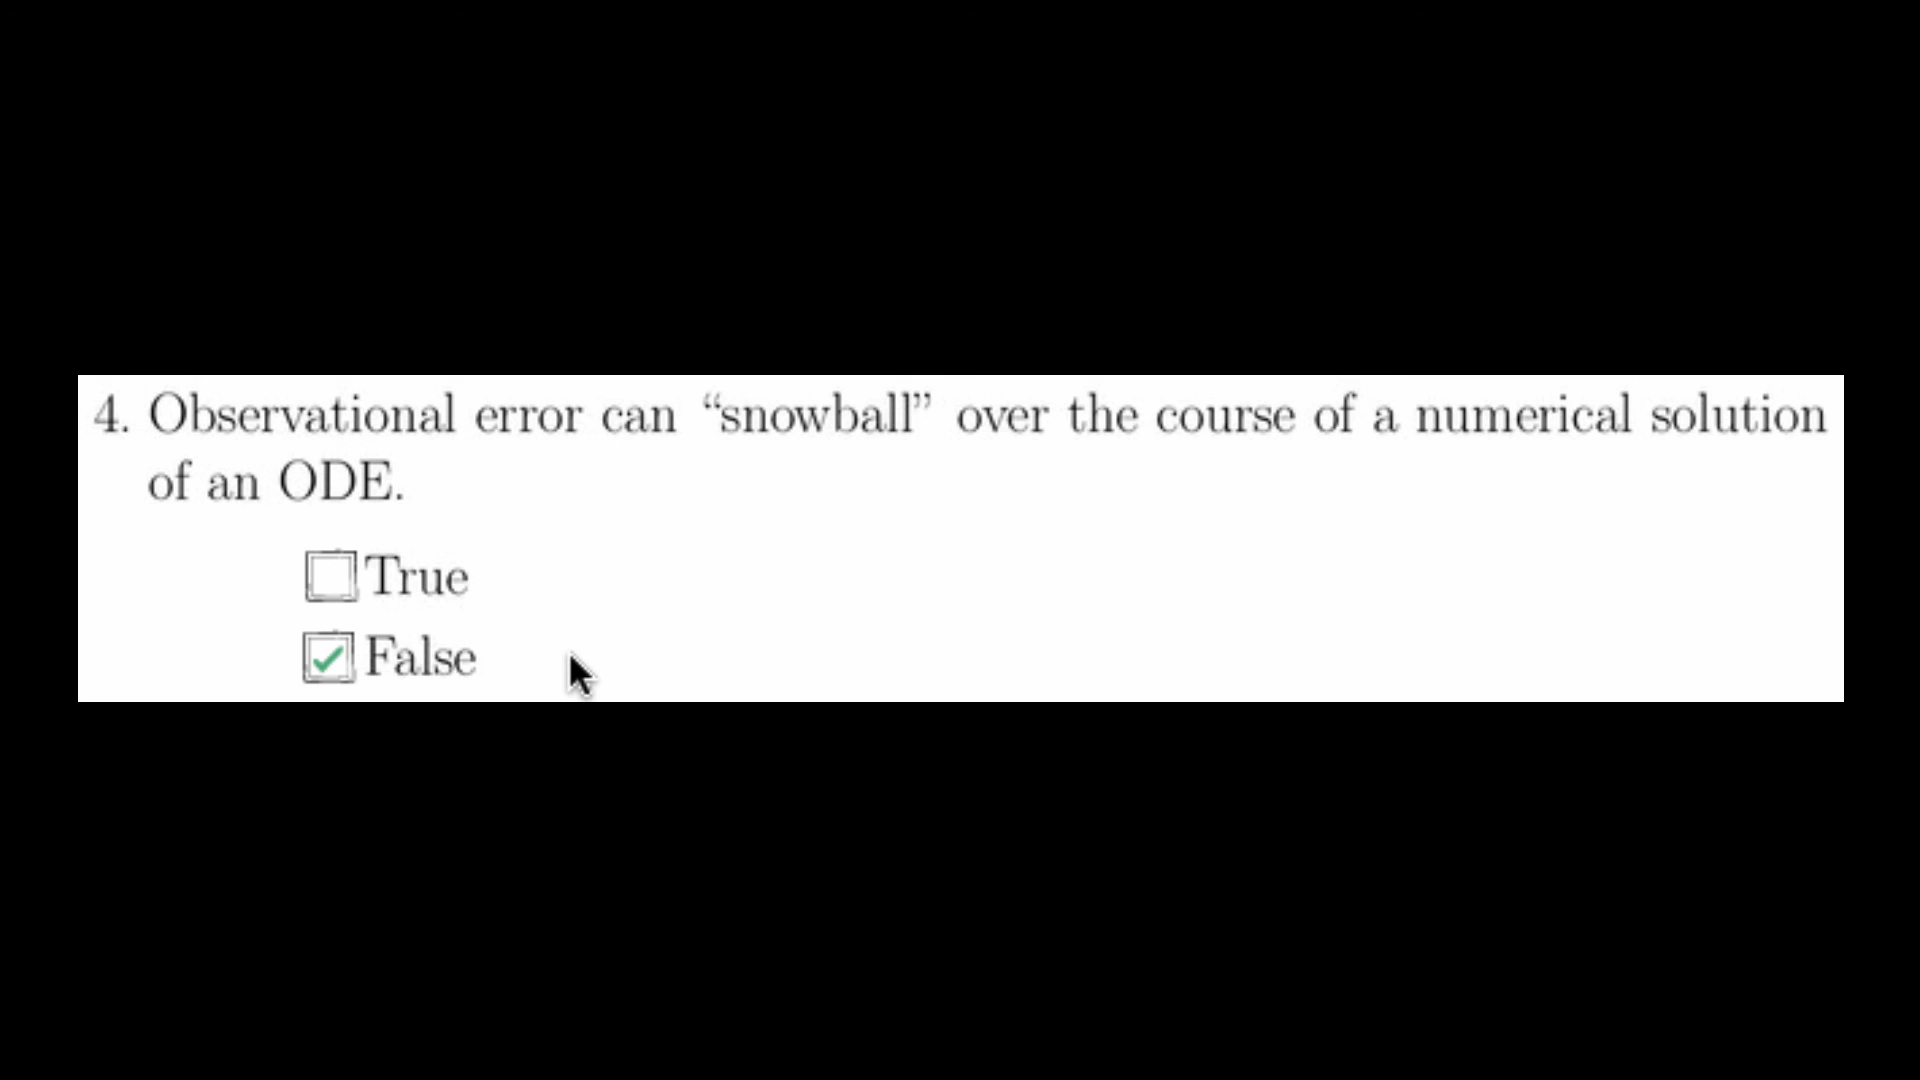 4. Observational error can “snowball” over the course of a numerical solution
of an ODE.
True
False